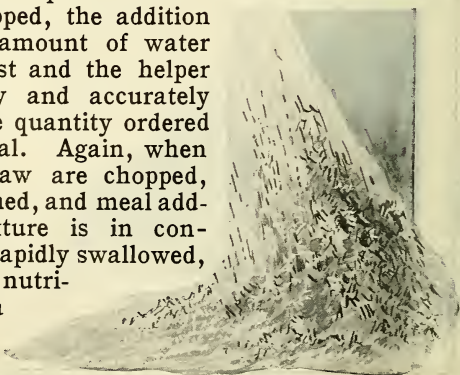 pped, the addition
amount of water
st and the helper
y and accurately
e quantity ordered
al. Again, when
aw are chopped,
ned, and meal add-
ture is in con-
apidly swallowed,
nutri-